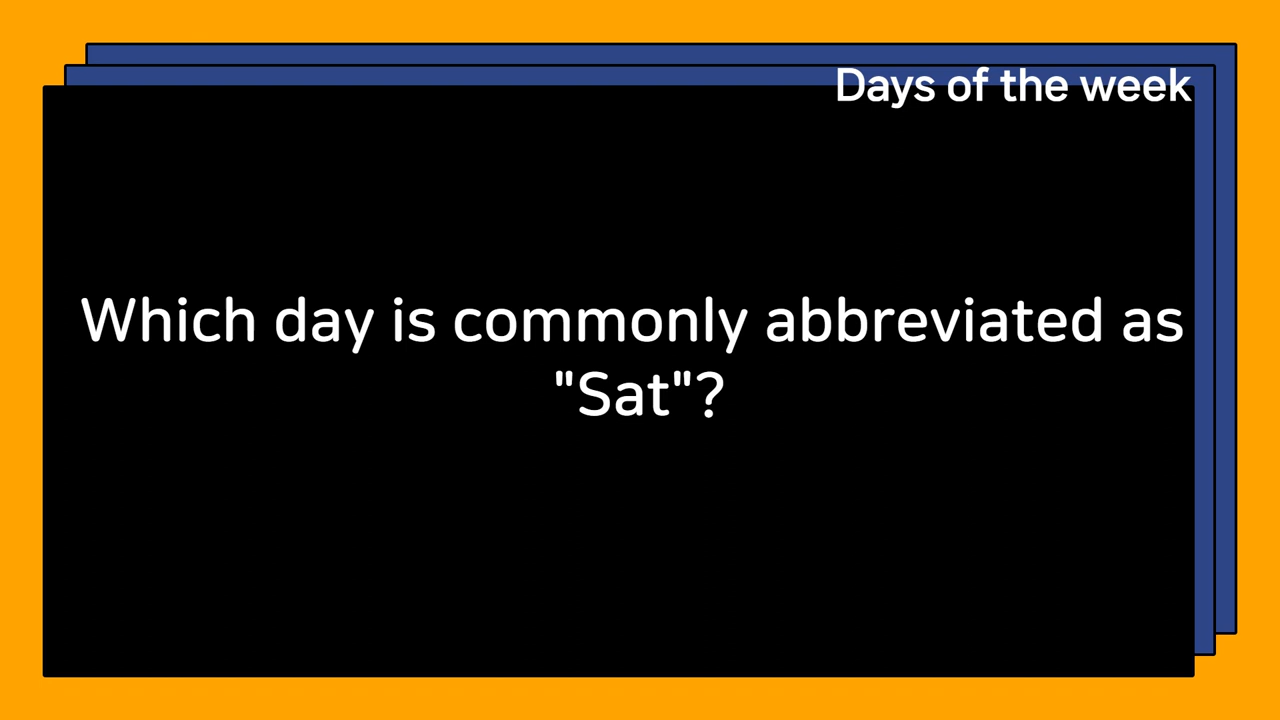 Days of the week
Which day is commonly abbreviated as
"Sat"?